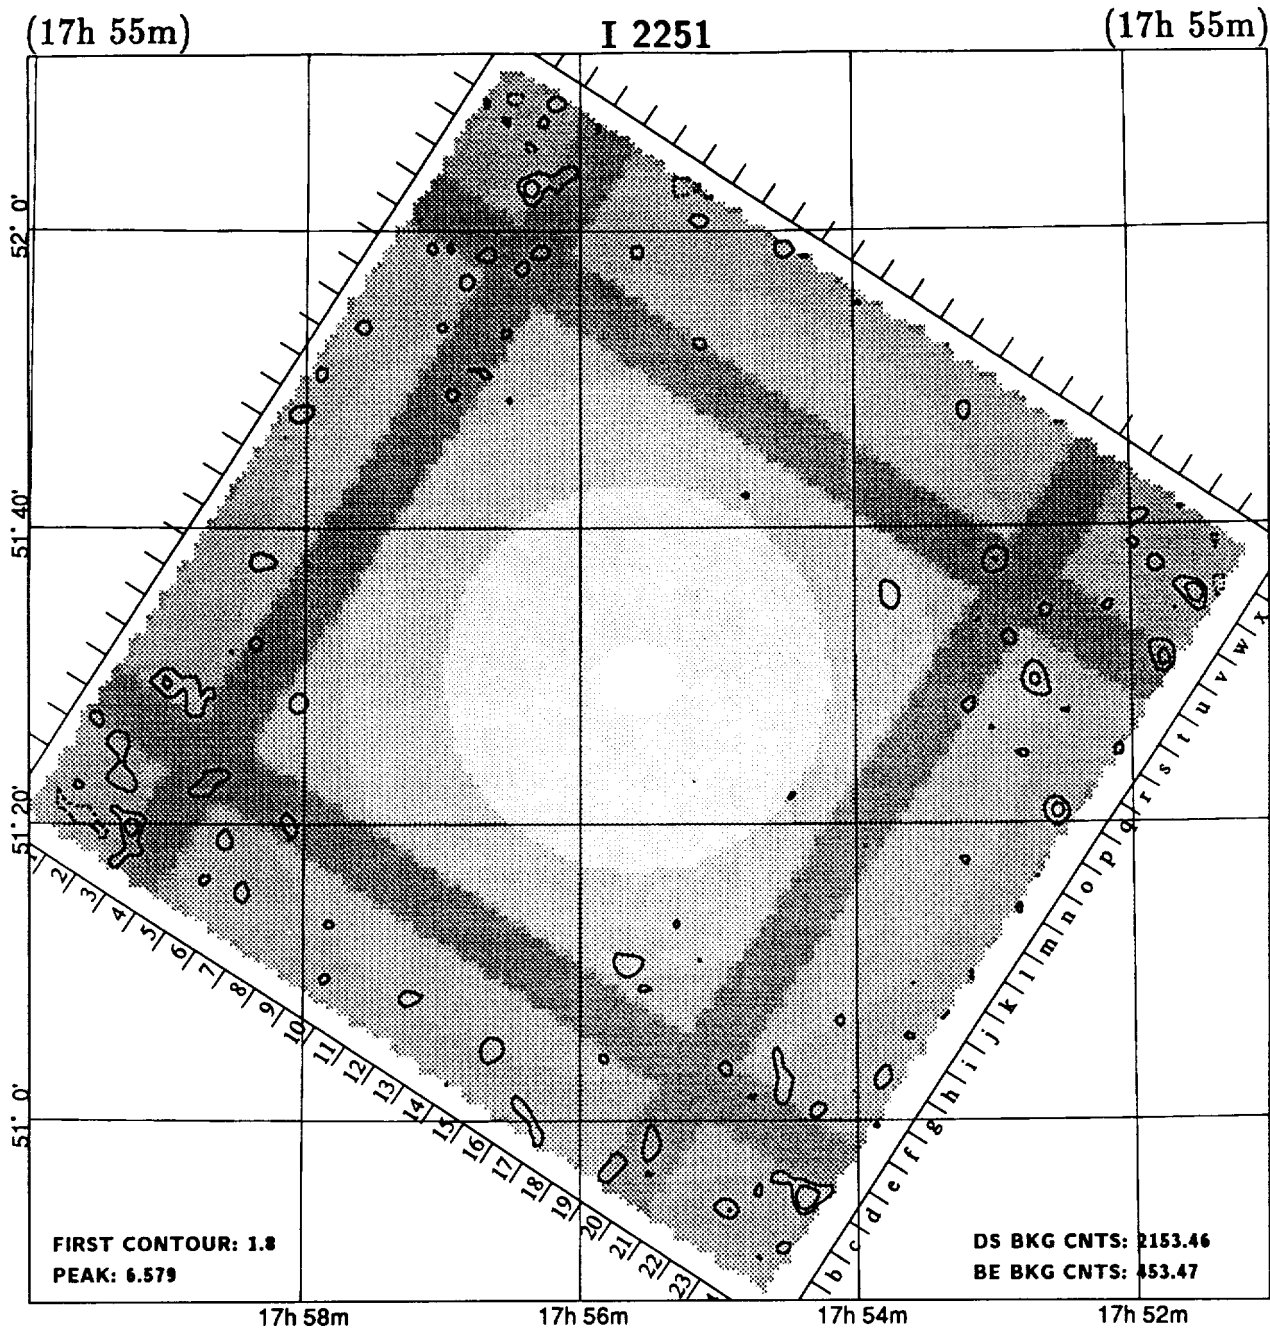 (17h 55m) I 2251 (17h 55m)
52° 0'
51° 40'
51° 20'
51° 0'
1 2 3 4 5 6 7 8 9 10 11 12 13 14 15 16 17 18 19 20 21 22 23
b c d e f g h i j k l m n o p q r s t u v w x
FIRST CONTOUR: 1.8
PEAK: 6.579
DS BKG CNTS: 2153.46
BE BKG CNTS: 453.47
17h 58m 17h 56m 17h 54m 17h 52m